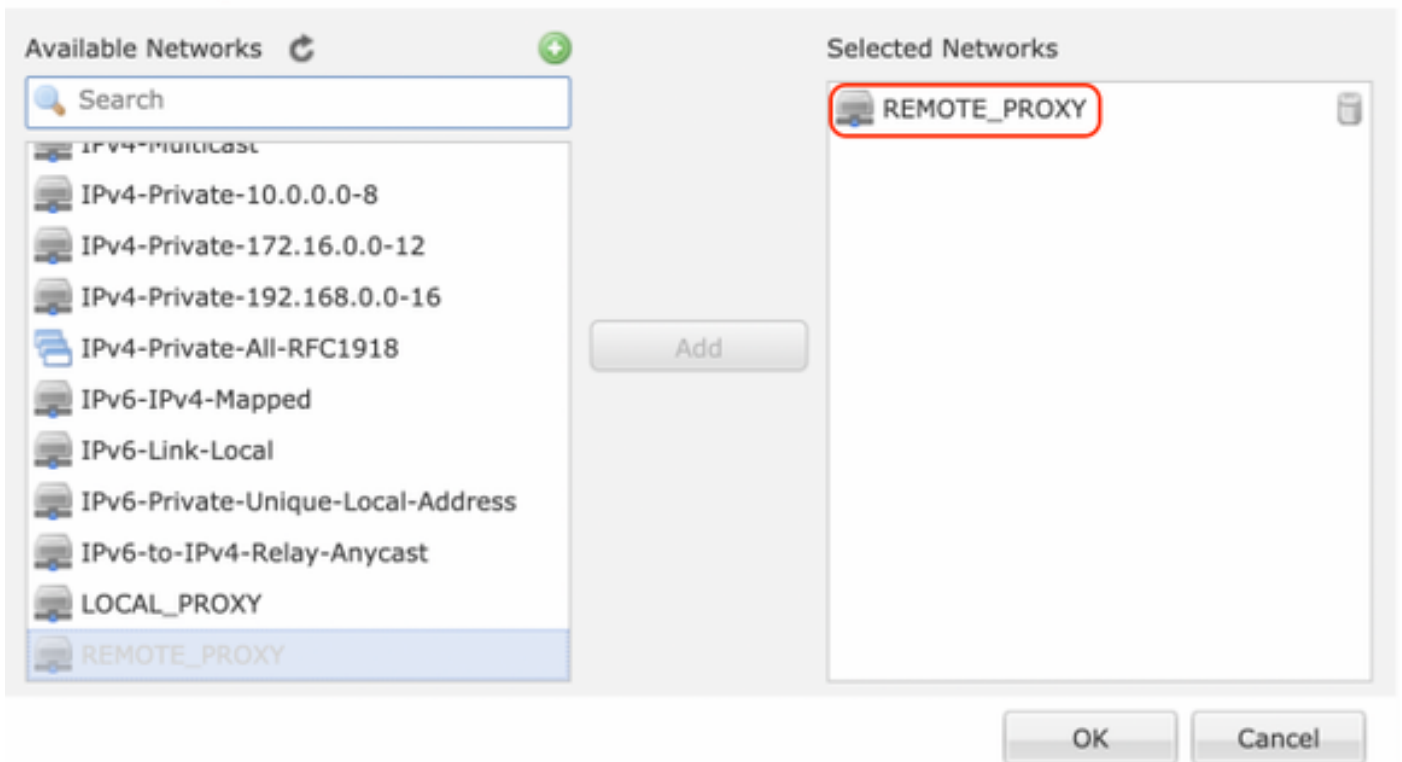 Available Networks
Selected Networks
Search
REMOTE_PROXY
IPv4-Multicast
IPv4-Private-10.0.0.0-8
IPv4-Private-172.16.0.0-12
IPv4-Private-192.168.0.0-16
IPv4-Private-All-RFC1918
Add
IPv6-IPv4-Mapped
IPv6-Link-Local
IPv6-Private-Unique-Local-Address
IPv6-to-IPv4-Relay-Anycast
LOCAL_PROXY
REMOTE_PROXY
OK
Cancel